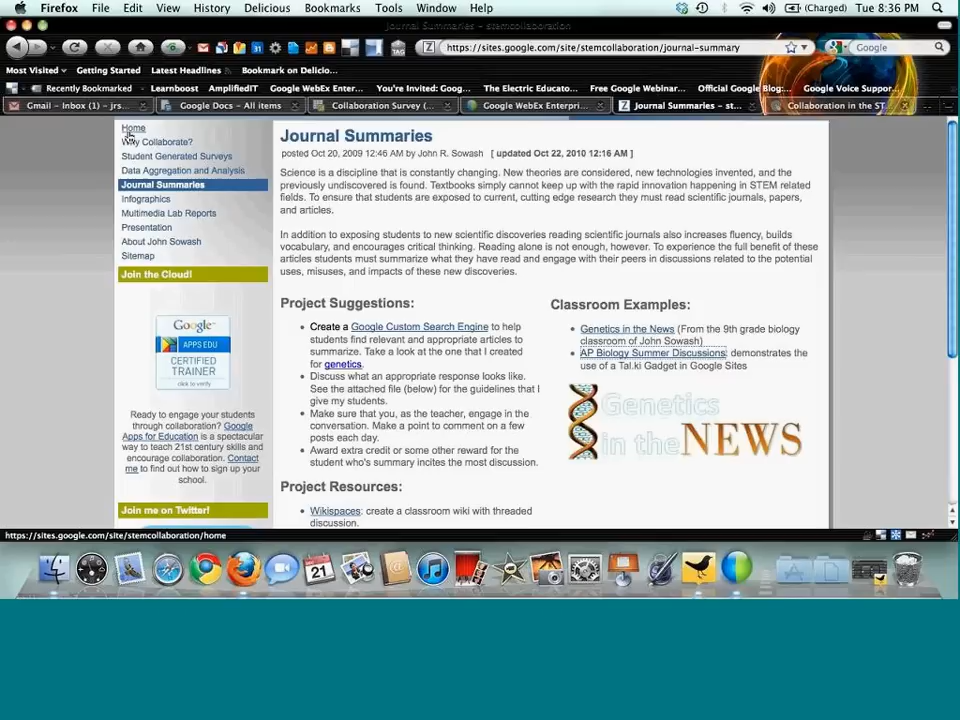 Firefox File Edit View History Delicious Bookmarks Tools Window Help (Charged) Tue 8:36 PM
Journal Summaries - stemcollaboration
https://sites.google.com/site/stemcollaboration/journal-summary Google
Most Visited Getting Started Latest Headlines Bookmark on Delicio...
Recently Bookmarked Learnboost AmplifiedIT Google WebEx Enter... You're Invited: Goog... The Electric Educato... Free Google Webinar Official Google Blog:... Google Voice Suppor...
Gmail - Inbox (1) - jrs... Google Docs - All items Collaboration Survey (... Google WebEx Enterpri... Journal Summaries - st... Collaboration in the ST...
Home
Why Collaborate?
Student Generated Surveys
Data Aggregation and Analysis
Journal Summaries
Infographics
Multimedia Lab Reports
Presentation
About John Sowash
Sitemap
Join the Cloud!
Google
APPS EDU
CERTIFIED
TRAINER
click to verify
Ready to engage your students
through collaboration? Google
Apps for Education is a spectacular
way to teach 21st century skills and
encourage collaboration. Contact
me to find out how to sign up your
school.
Join me on Twitter!
Journal Summaries
posted Oct 20, 2009 12:46 AM by John R. Sowash [ updated Oct 22, 2010 12:16 AM ]
Science is a discipline that is constantly changing. New theories are considered, new technologies invented, and the
previously undiscovered is found. Textbooks simply cannot keep up with the rapid innovation happening in STEM related
fields. To ensure that students are exposed to current, cutting edge research they must read scientific journals, papers,
and articles.
In addition to exposing students to new scientific discoveries reading scientific journals also increases fluency, builds
vocabulary, and encourages critical thinking. Reading alone is not enough, however. To experience the full benefit of these
articles students must summarize what they have read and engage with their peers in discussions related to the potential
uses, misuses, and impacts of these new discoveries.
Project Suggestions:
Create a Google Custom Search Engine to help
students find relevant and appropriate articles to
summarize. Take a look at the one that I created
for genetics.
Discuss what an appropriate response looks like.
See the attached file (below) for the guidelines that I
give my students.
Make sure that you, as the teacher, engage in the
conversation. Make a point to comment on a few
posts each day.
Award extra credit or some other reward for the
student who's summary incites the most discussion.
Project Resources:
Wikispaces: create a classroom wiki with threaded
discussion.
Classroom Examples:
Genetics in the News (From the 9th grade biology
classroom of John Sowash)
AP Biology Summer Discussions: demonstrates the
use of a Tal.ki Gadget in Google Sites
Genetics
in the NEWS
https://sites.google.com/site/stemcollaboration/home
21